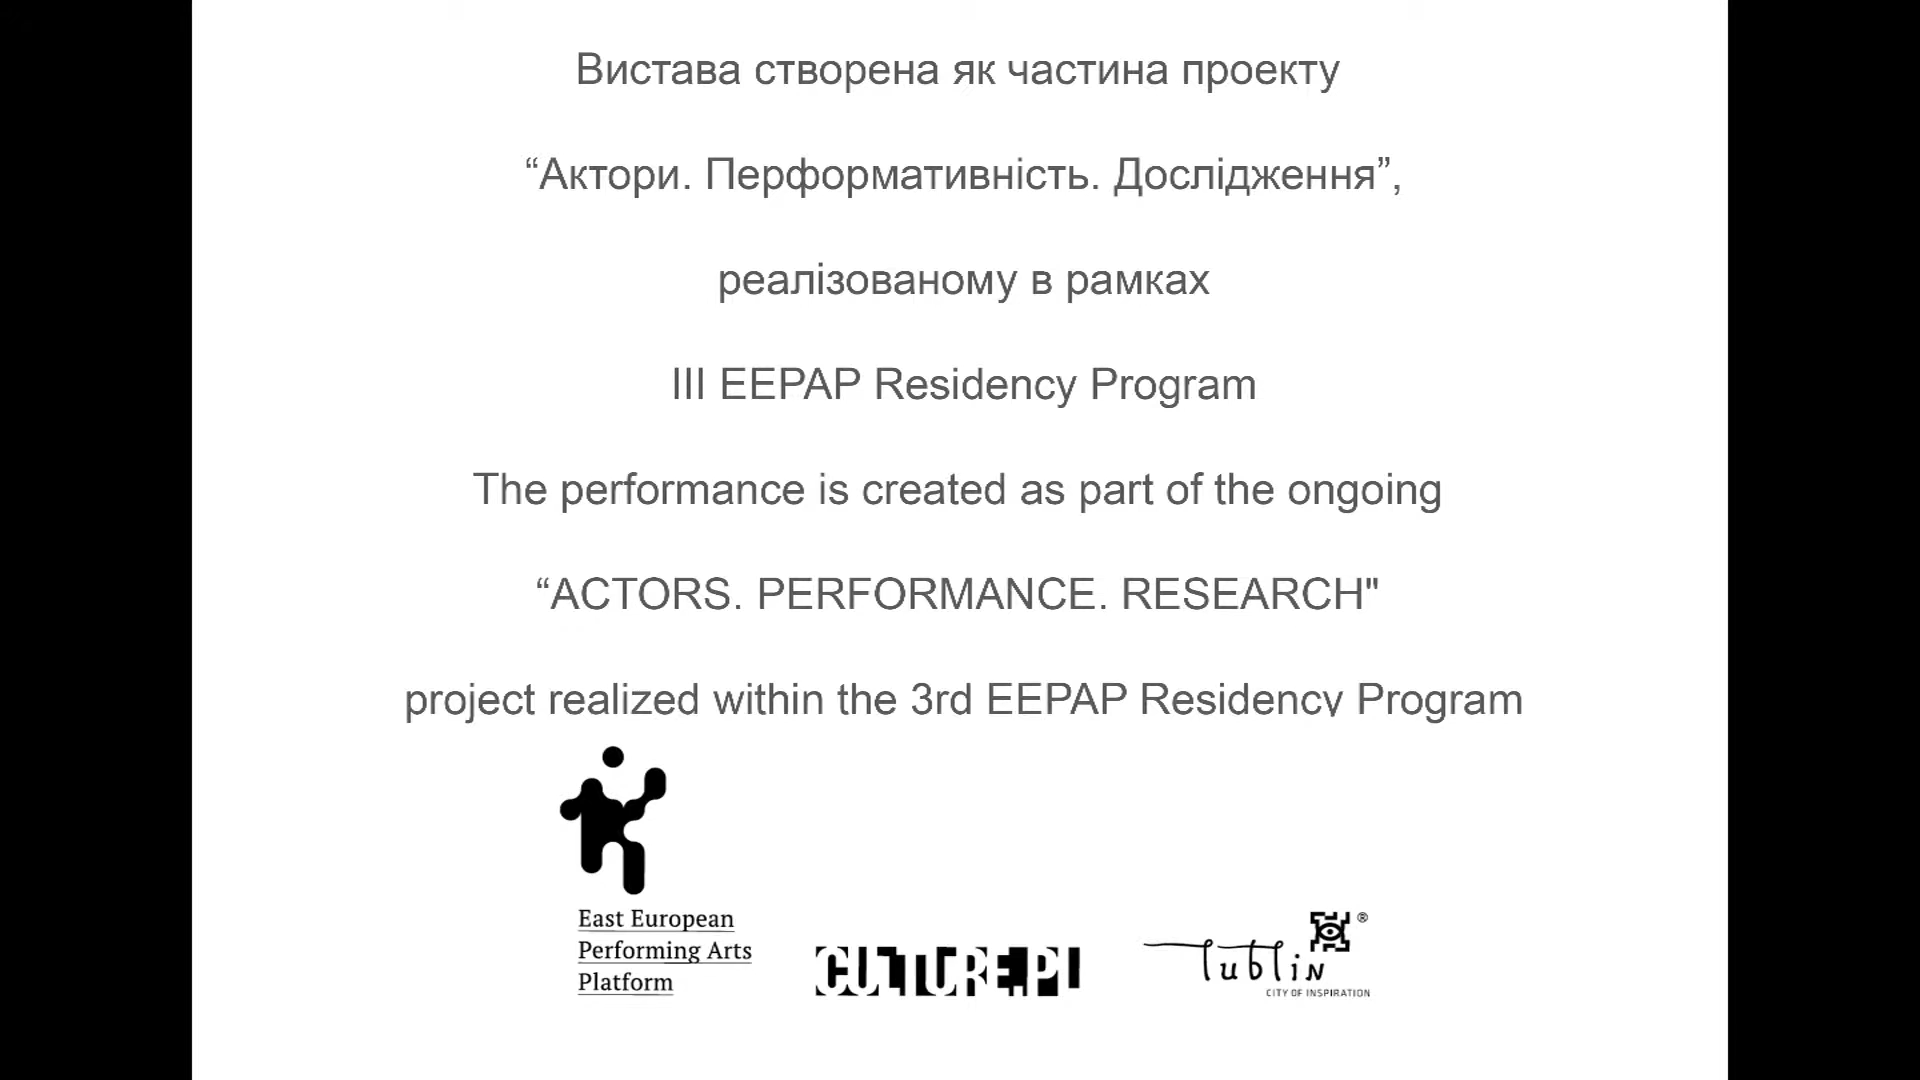 Вистава створена як частина проекту
“Актори. Перформативність. Дослідження”,
реалізованому в рамках
III EEPAP Residency Program
The performance is created as part of the ongoing
“ACTORS. PERFORMANCE. RESEARCH"
project realized within the 3rd EEPAP Residency Program
East European
Performing Arts
Platform
CULTURE.PL
lublin ®
CITY OF INSPIRATION